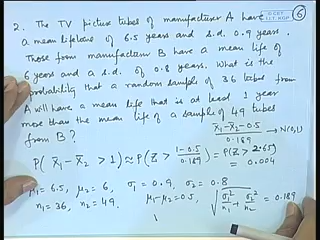 2. The TV picture tubes of manufacturer A have
a mean lifetime of 6.5 years and s.d. 0.9 years.
Those from manufacturer B have a mean life of
6 years and a s.d. of 0.8 years. What is the
probability that a random sample of 36 tubes from
A will have a mean life that is at least 1 year
more than the mean life of a sample of 49 tubes
from B?
(X̄₁-X̄₂-0.5)/0.189 → N(0,1)
P(X̄₁-X̄₂ > 1) ≈ P(Z > (1-0.5)/0.189) = P(Z > 2.65)
= 0.004
μ₁ = 6.5, μ₂ = 6, σ₁ = 0.9, σ₂ = 0.8
n₁ = 36, n₂ = 49. μ₁-μ₂ = 0.5, √(σ₁²/n₁ + σ₂²/n₂) = 0.189
6
I.I.T. KGP